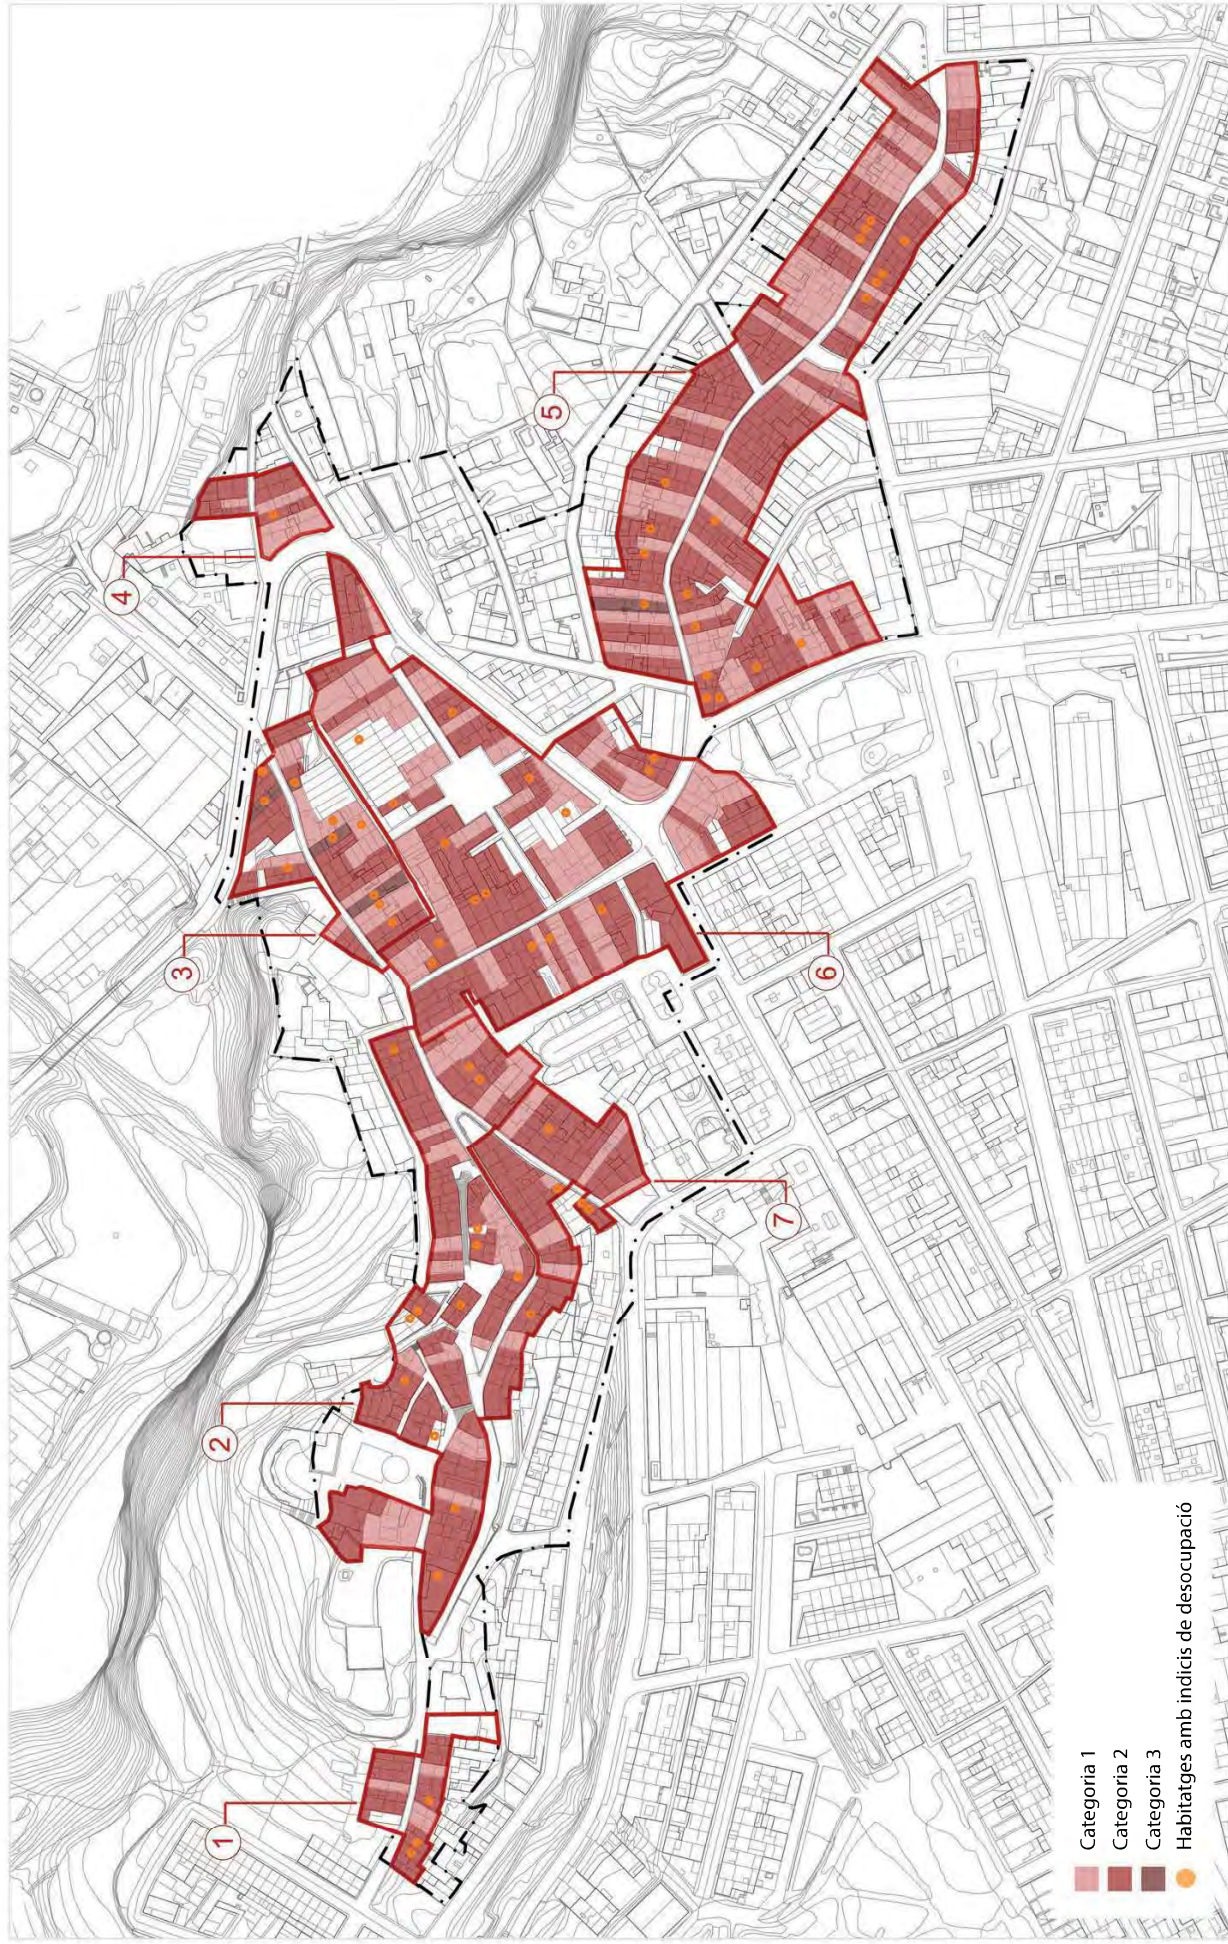 1
2
3
4
5
6
7
Categoria 1
Categoria 2
Categoria 3
Habitatges amb indicis de desocupació